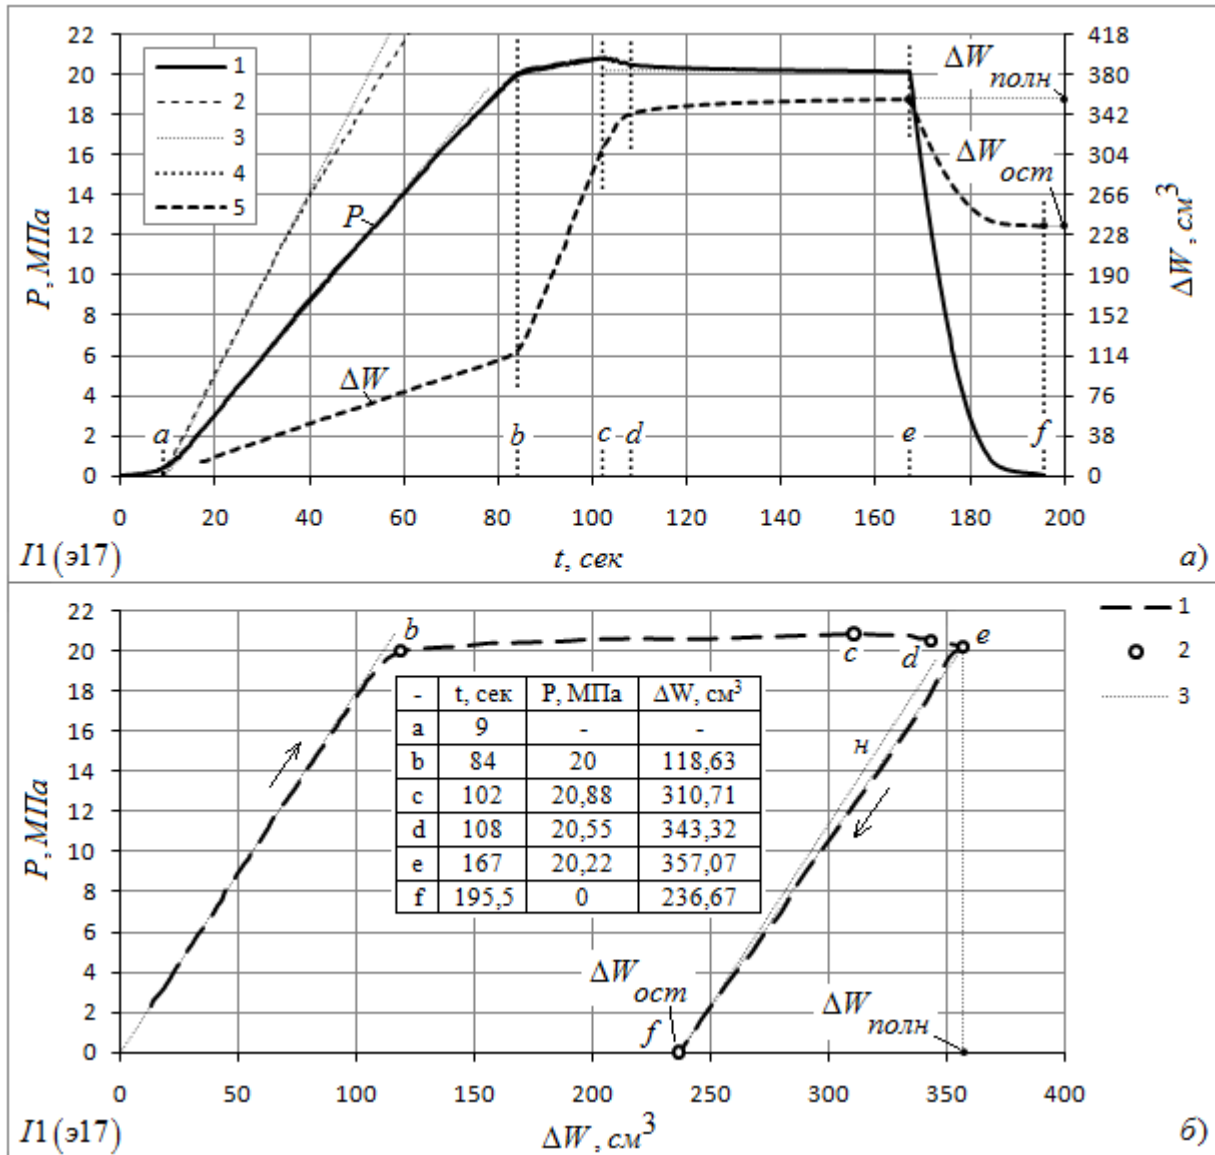 22
20
18
16
14
12
10
8
6
4
2
0
P, МПа
1
2
3
4
5
P
ΔW
a
b
c
d
e
f
ΔW полн
ΔW ост
418
380
342
304
266
228
190
152
114
76
38
0
ΔW, см³
0 20 40 60 80 100 120 140 160 180 200
I1(э17)
t, сек
а)
22
20
18
16
14
12
10
8
6
4
2
0
P, МПа
b
c
d
e
н
1
2
3
- t, сек P, МПа ΔW, см³
a 9 - -
b 84 20 118,63
c 102 20,88 310,71
d 108 20,55 343,32
e 167 20,22 357,07
f 195,5 0 236,67
ΔW ост
f
ΔW полн
0 50 100 150 200 250 300 350 400
I1(э17)
ΔW, см³
б)